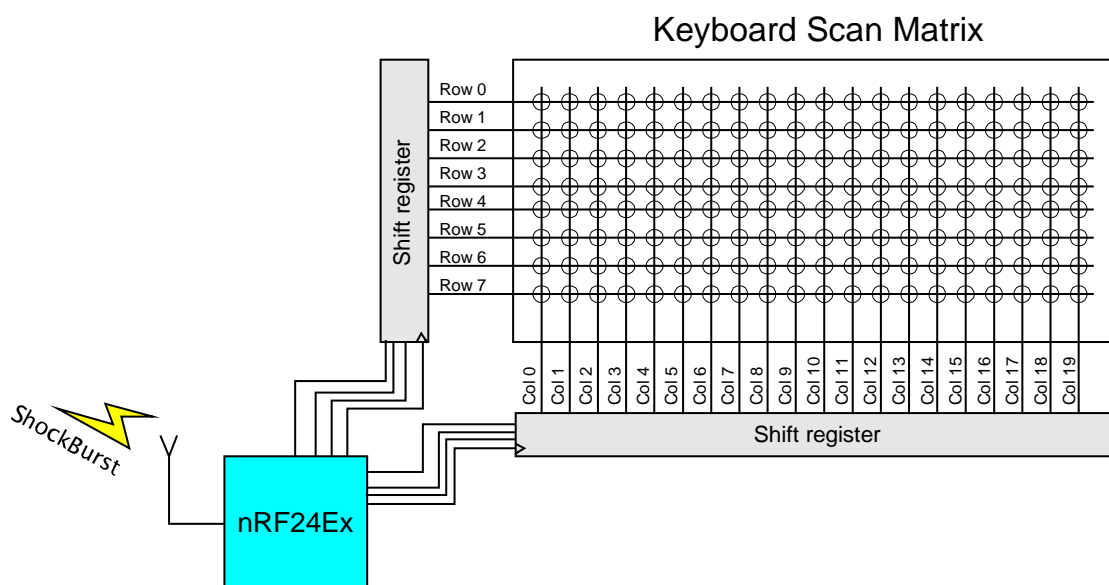 Keyboard Scan Matrix
Shift register
Row 0
Row 1
Row 2
Row 3
Row 4
Row 5
Row 6
Row 7
Col 0
Col 1
Col 2
Col 3
Col 4
Col 5
Col 6
Col 7
Col 8
Col 9
Col 10
Col 11
Col 12
Col 13
Col 14
Col 15
Col 16
Col 17
Col 18
Col 19
Shift register
ShockBurst
nRF24Ex